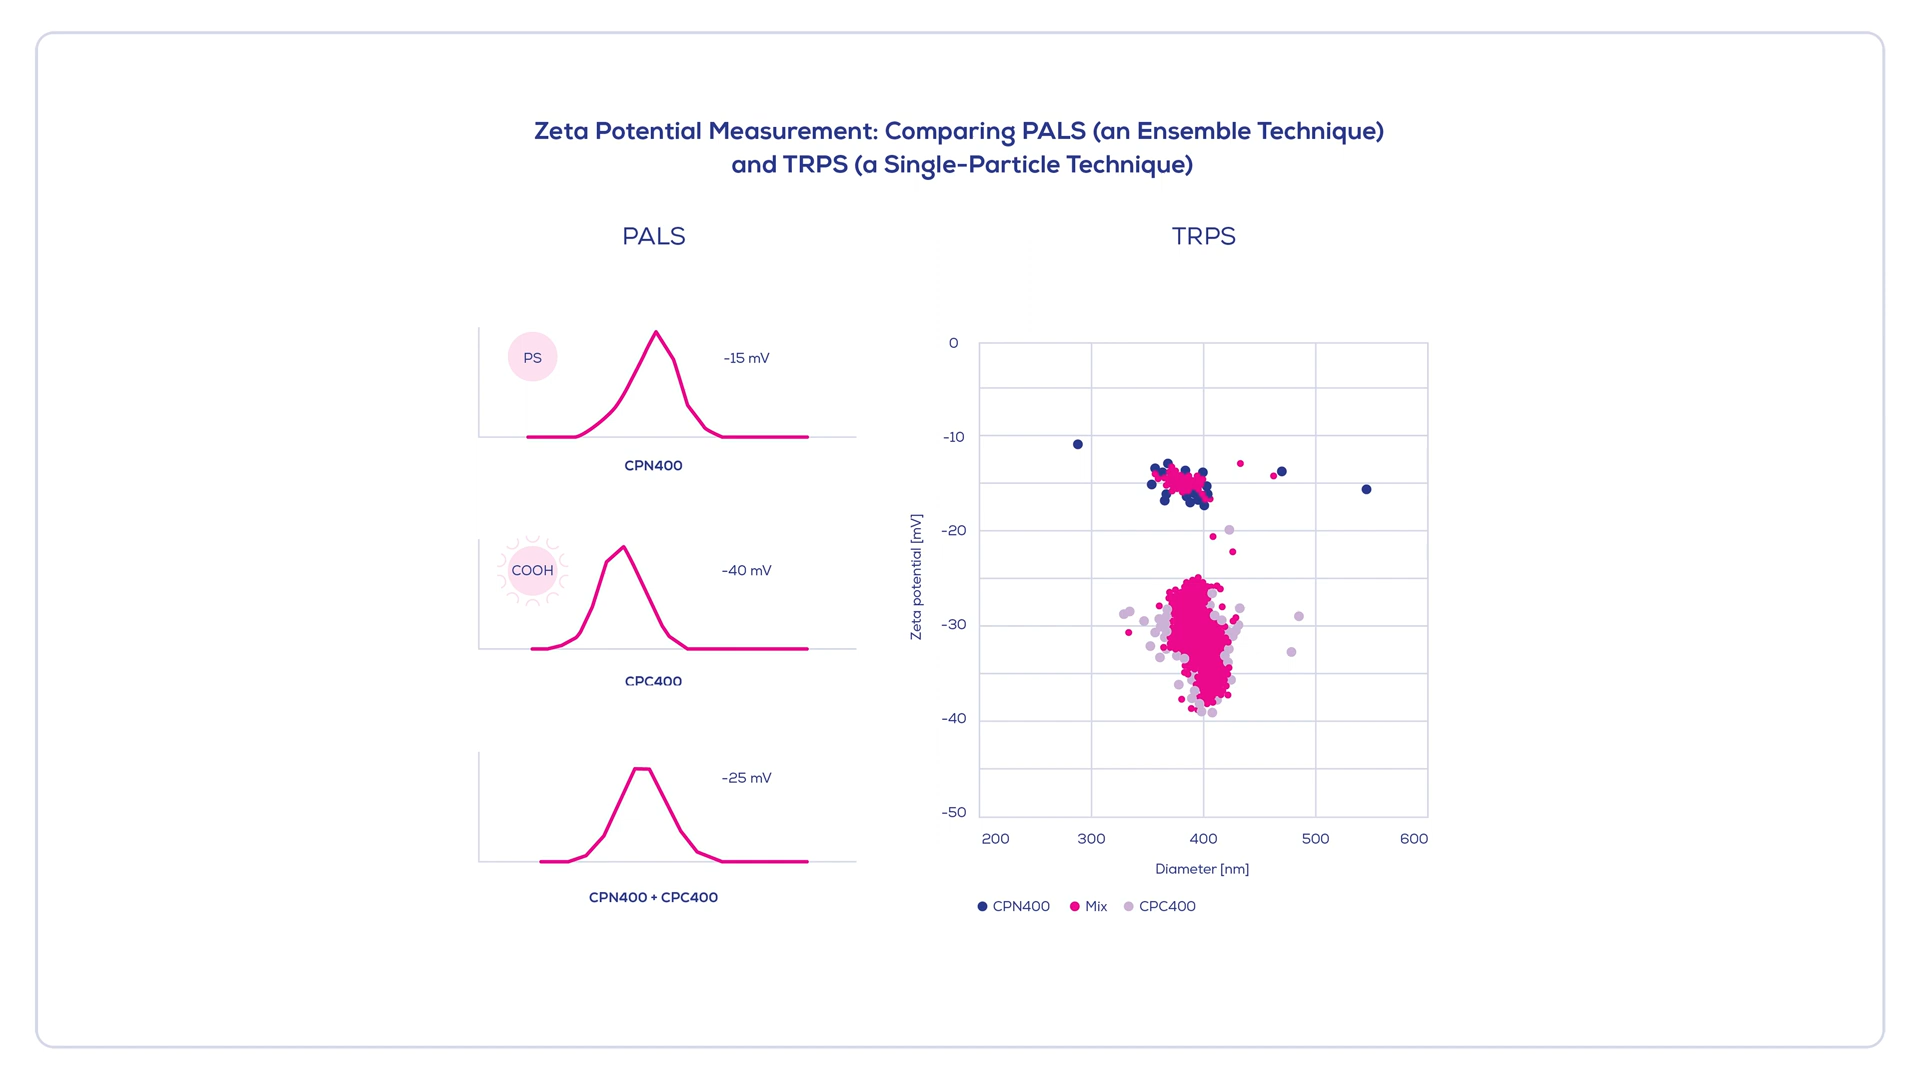 Zeta Potential Measurement: Comparing PALS (an Ensemble Technique)
and TRPS (a Single-Particle Technique)
PALS
PS
-15 mV
CPN400
COOH
-40 mV
CPC400
-25 mV
CPN400 + CPC400
TRPS
0
-10
-20
-30
-40
-50
Zeta potential [mV]
200 300 400 500 600
Diameter [nm]
CPN400 Mix CPC400